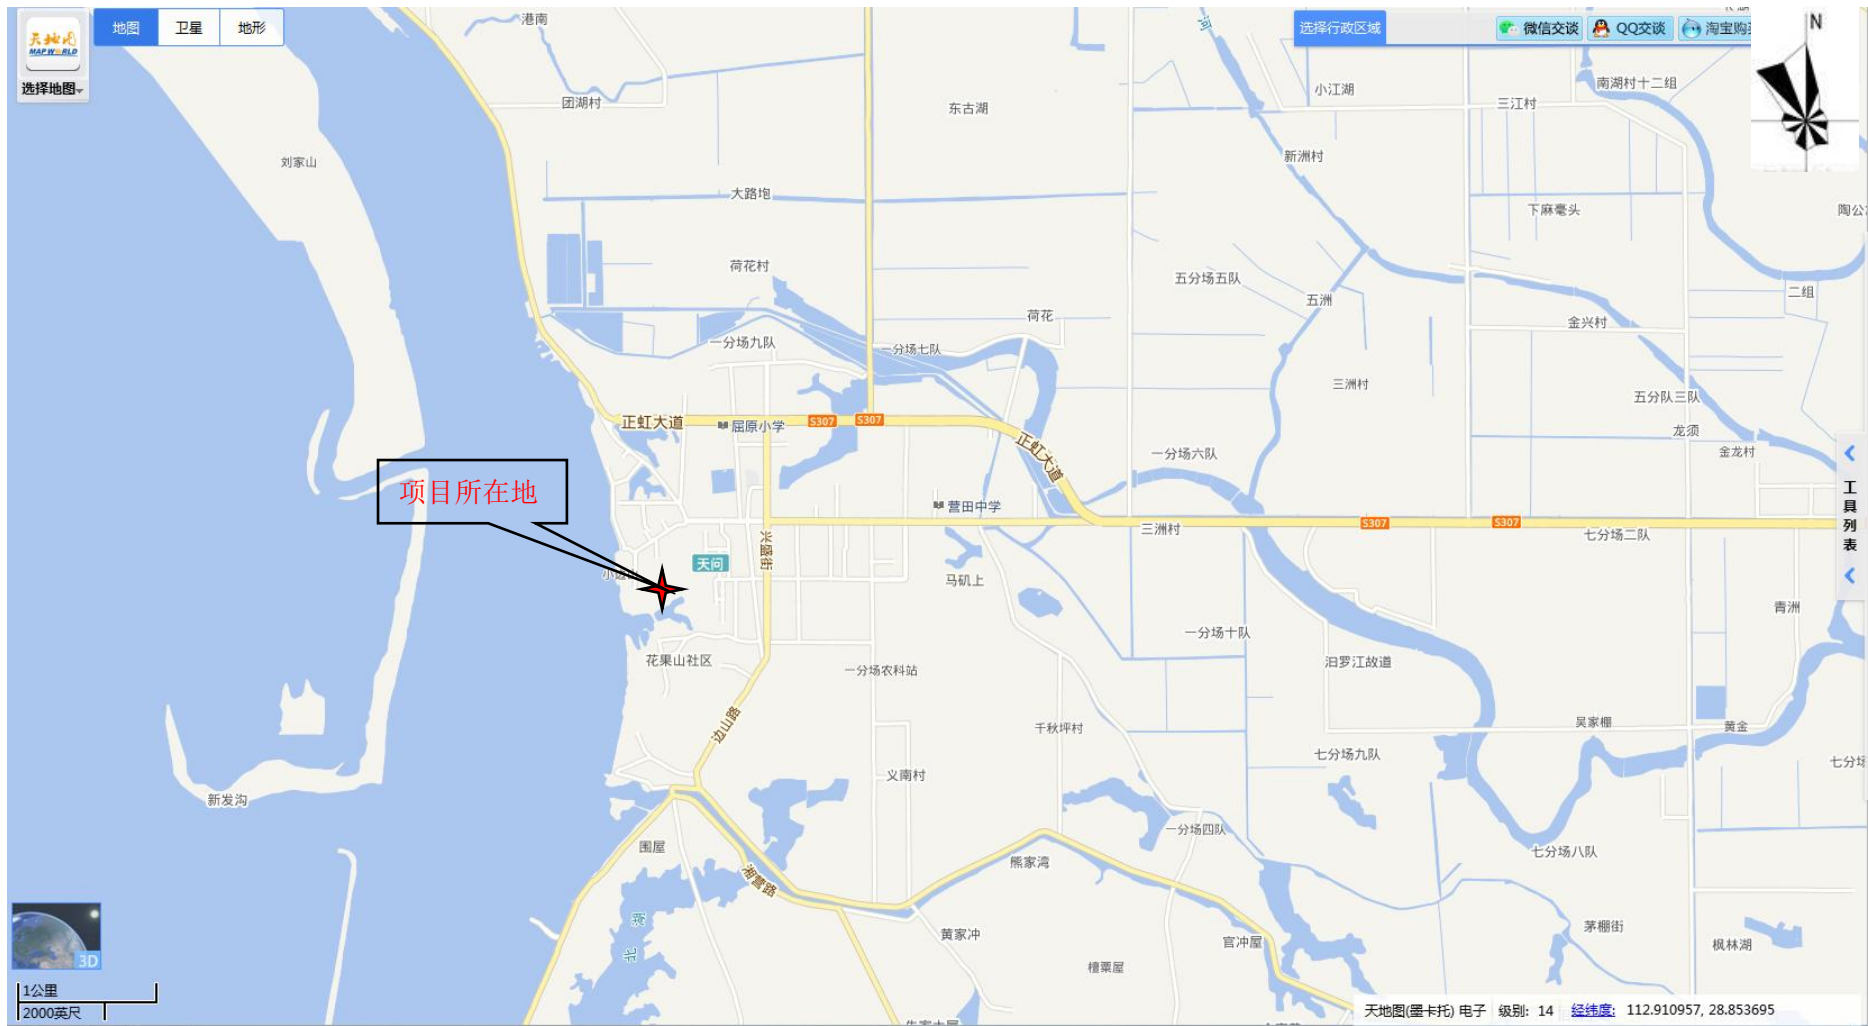 天地图
MAP WORLD
选择地图
地图
卫星
地形
港南
选择行政区域
微信交谈
QQ交谈
淘宝购
N
河
小江湖
南湖村十二组
团湖村
东古湖
三江村
刘家山
新洲村
大路垉
下麻毫头
陶公
荷花村
五分场五队
五洲
二组
荷花
金兴村
一分场九队
一分场七队
三洲村
五分队三队
正虹大道
屈原小学
S307
S307
龙须
正虹大道
一分场六队
金龙村
项目所在地
营田中学
工具列表
兴盛街
三洲村
S307
S307
七分场二队
天问
小边山
马矶上
青洲
一分场十队
花果山社区
一分场农科站
汨罗江故道
边山路
千秋坪村
吴家棚
黄金
七分场九队
七分场
义南村
新发沟
一分场四队
围屋
熊家湾
七分场八队
湘营路
北湖
黄家冲
官冲屋
茅棚街
枫林湖
檀粟屋
3D
1公里
2000英尺
天地图(墨卡托) 电子 级别: 14 经纬度: 112.910957, 28.853695